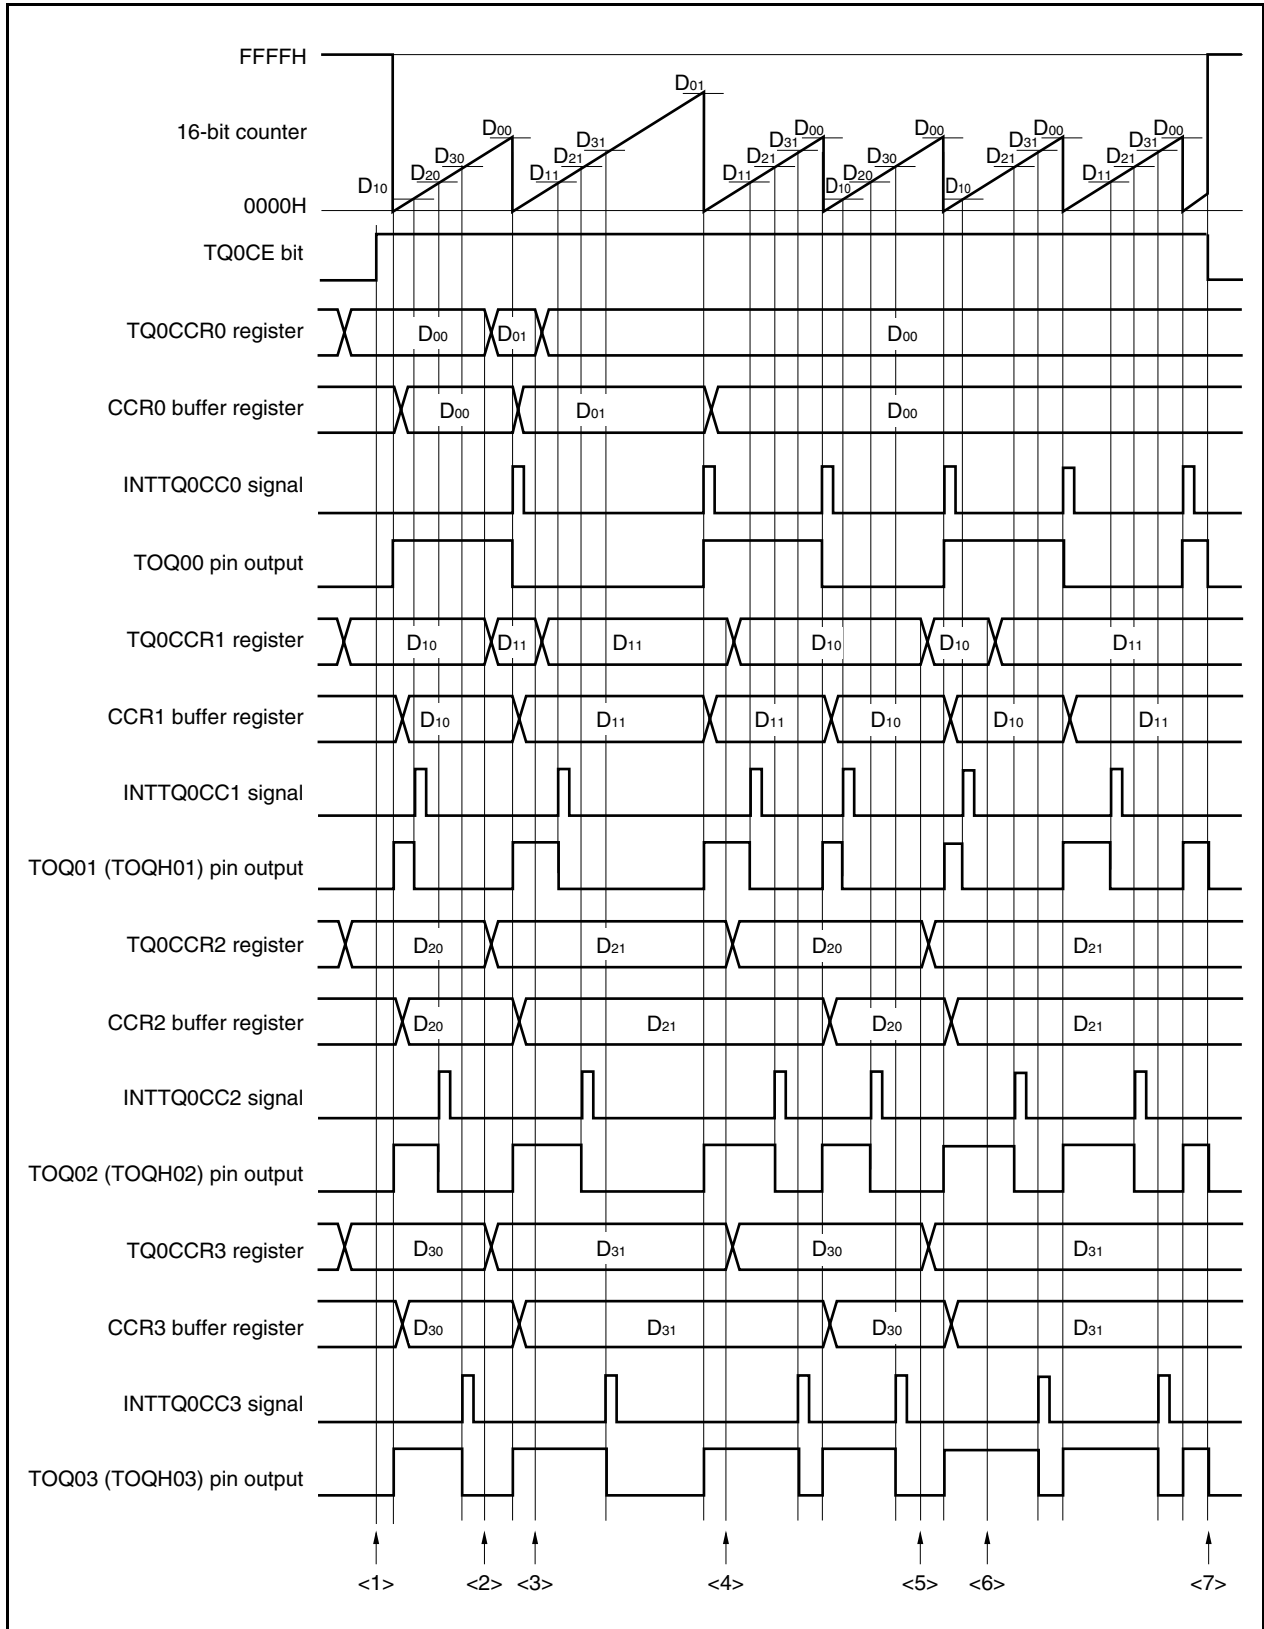 FFFFH
D01
16-bit counter
D00 D00 D00 D00 D00
D31 D31 D31 D31
D30 D21 D21 D30 D21 D21
D20 D11 D11 D20 D11
D10 D10 D10
0000H
TQ0CE bit
TQ0CCR0 register D00 D01 D00
CCR0 buffer register D00 D01 D00
INTTQ0CC0 signal
TOQ00 pin output
TQ0CCR1 register D10 D11 D11 D10 D10 D11
CCR1 buffer register D10 D11 D11 D10 D10 D11
INTTQ0CC1 signal
TOQ01 (TOQH01) pin output
TQ0CCR2 register D20 D21 D20 D21
CCR2 buffer register D20 D21 D20 D21
INTTQ0CC2 signal
TOQ02 (TOQH02) pin output
TQ0CCR3 register D30 D31 D30 D31
CCR3 buffer register D30 D31 D30 D31
INTTQ0CC3 signal
TOQ03 (TOQH03) pin output
<1> <2> <3> <4> <5> <6> <7>